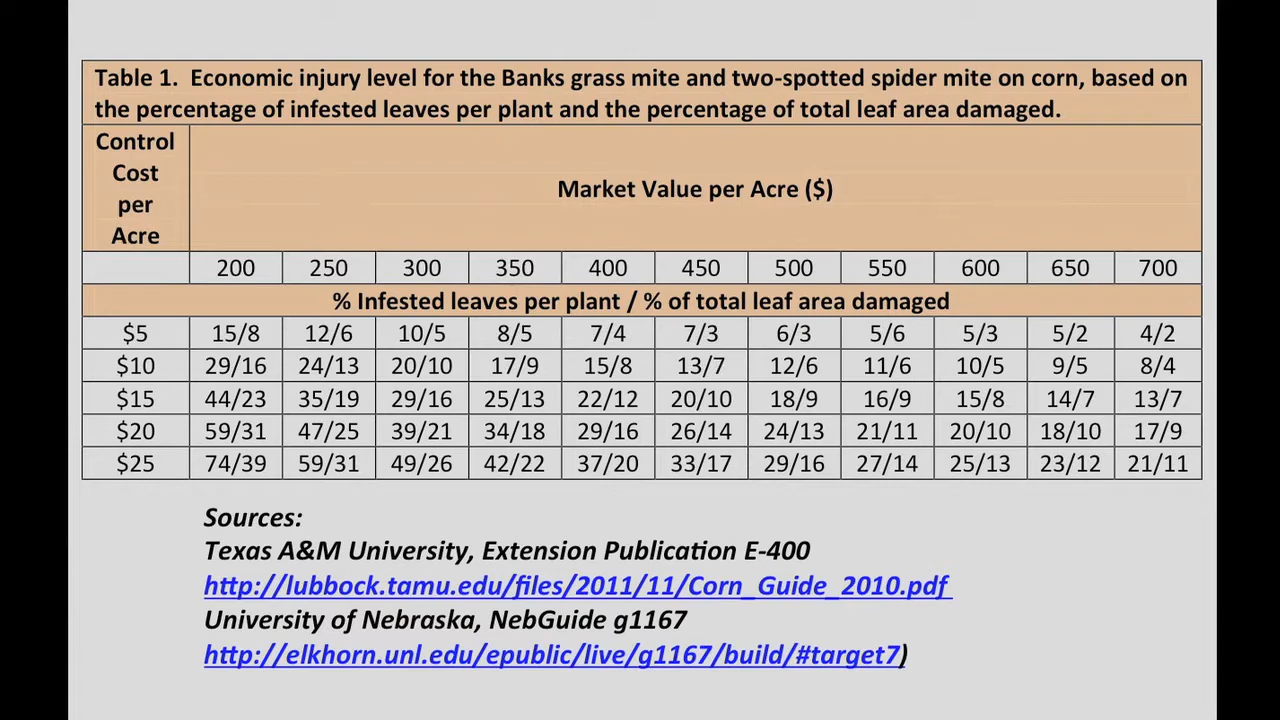 Table 1. Economic injury level for the Banks grass mite and two-spotted spider mite on corn, based on
the percentage of infested leaves per plant and the percentage of total leaf area damaged.
Control
Cost
per
Acre
Market Value per Acre ($)
200 250 300 350 400 450 500 550 600 650 700
% Infested leaves per plant / % of total leaf area damaged
$5 15/8 12/6 10/5 8/5 7/4 7/3 6/3 5/6 5/3 5/2 4/2
$10 29/16 24/13 20/10 17/9 15/8 13/7 12/6 11/6 10/5 9/5 8/4
$15 44/23 35/19 29/16 25/13 22/12 20/10 18/9 16/9 15/8 14/7 13/7
$20 59/31 47/25 39/21 34/18 29/16 26/14 24/13 21/11 20/10 18/10 17/9
$25 74/39 59/31 49/26 42/22 37/20 33/17 29/16 27/14 25/13 23/12 21/11
Sources:
Texas A&M University, Extension Publication E-400
http://lubbock.tamu.edu/files/2011/11/Corn_Guide_2010.pdf
University of Nebraska, NebGuide g1167
http://elkhorn.unl.edu/epublic/live/g1167/build/#target7)